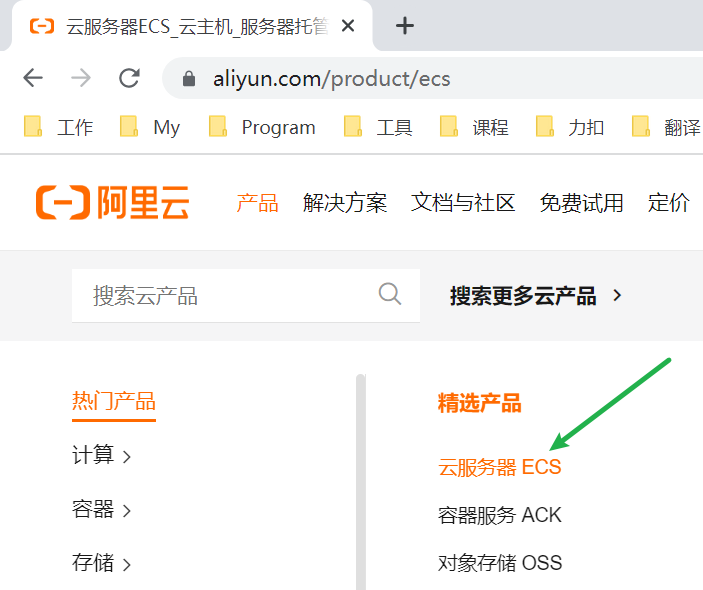 云服务器ECS_云主机_服务器托管
aliyun.com/product/ecs
工作 My Program 工具 课程 力扣 翻译
阿里云 产品 解决方案 文档与社区 免费试用 定价
搜索云产品 搜索更多云产品
热门产品
计算
容器
存储
精选产品
云服务器 ECS
容器服务 ACK
对象存储 OSS